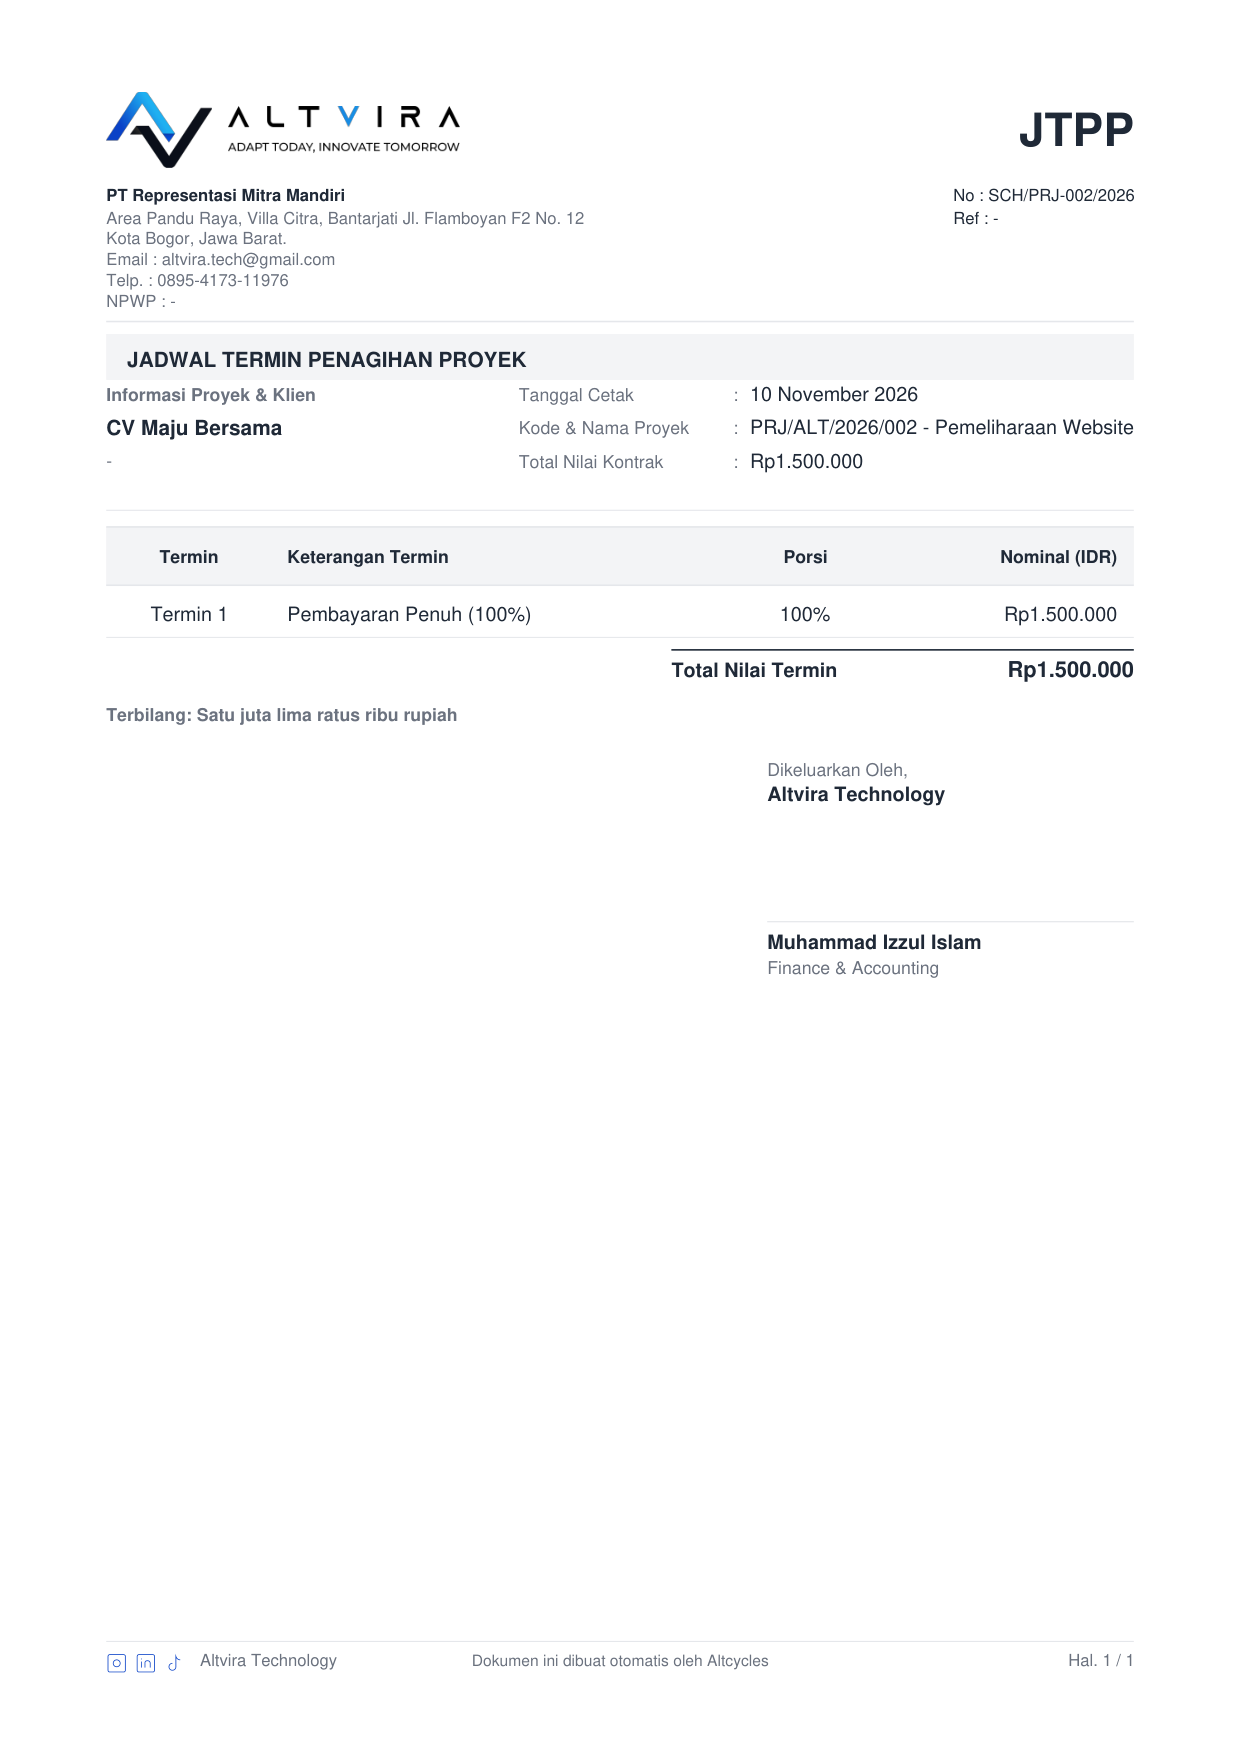 ALTVIRA
ADAPT TODAY, INNOVATE TOMORROW
JTPP
PT Representasi Mitra Mandiri
Area Pandu Raya, Villa Citra, Bantarjati Jl. Flamboyan F2 No. 12
Kota Bogor, Jawa Barat.
Email : altvira.tech@gmail.com
Telp. : 0895-4173-11976
NPWP : -
No : SCH/PRJ-002/2026
Ref : -
JADWAL TERMIN PENAGIHAN PROYEK
Informasi Proyek & Klien
CV Maju Bersama
-
Tanggal Cetak : 10 November 2026
Kode & Nama Proyek : PRJ/ALT/2026/002 - Pemeliharaan Website
Total Nilai Kontrak : Rp1.500.000
Termin Keterangan Termin Porsi Nominal (IDR)
Termin 1 Pembayaran Penuh (100%) 100% Rp1.500.000
Total Nilai Termin Rp1.500.000
Terbilang: Satu juta lima ratus ribu rupiah
Dikeluarkan Oleh,
Altvira Technology
Muhammad Izzul Islam
Finance & Accounting
in Altvira Technology Dokumen ini dibuat otomatis oleh Altcycles Hal. 1 / 1